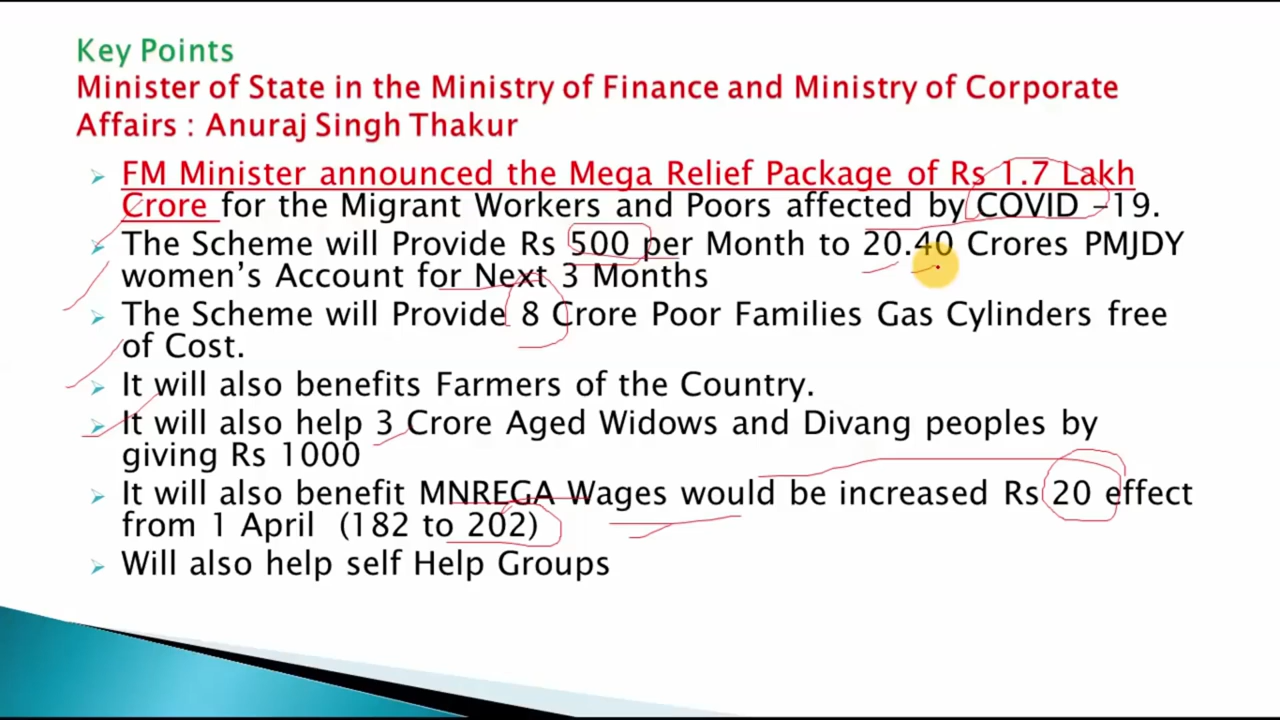 Key Points
Minister of State in the Ministry of Finance and Ministry of Corporate
Affairs : Anuraj Singh Thakur
FM Minister announced the Mega Relief Package of Rs 1.7 Lakh
Crore for the Migrant Workers and Poors affected by COVID -19.
The Scheme will Provide Rs 500 per Month to 20.40 Crores PMJDY
women's Account for Next 3 Months
The Scheme will Provide 8 Crore Poor Families Gas Cylinders free
of Cost.
It will also benefits Farmers of the Country.
It will also help 3 Crore Aged Widows and Divang peoples by
giving Rs 1000
It will also benefit MNREGA Wages would be increased Rs 20 effect
from 1 April (182 to 202)
Will also help self Help Groups